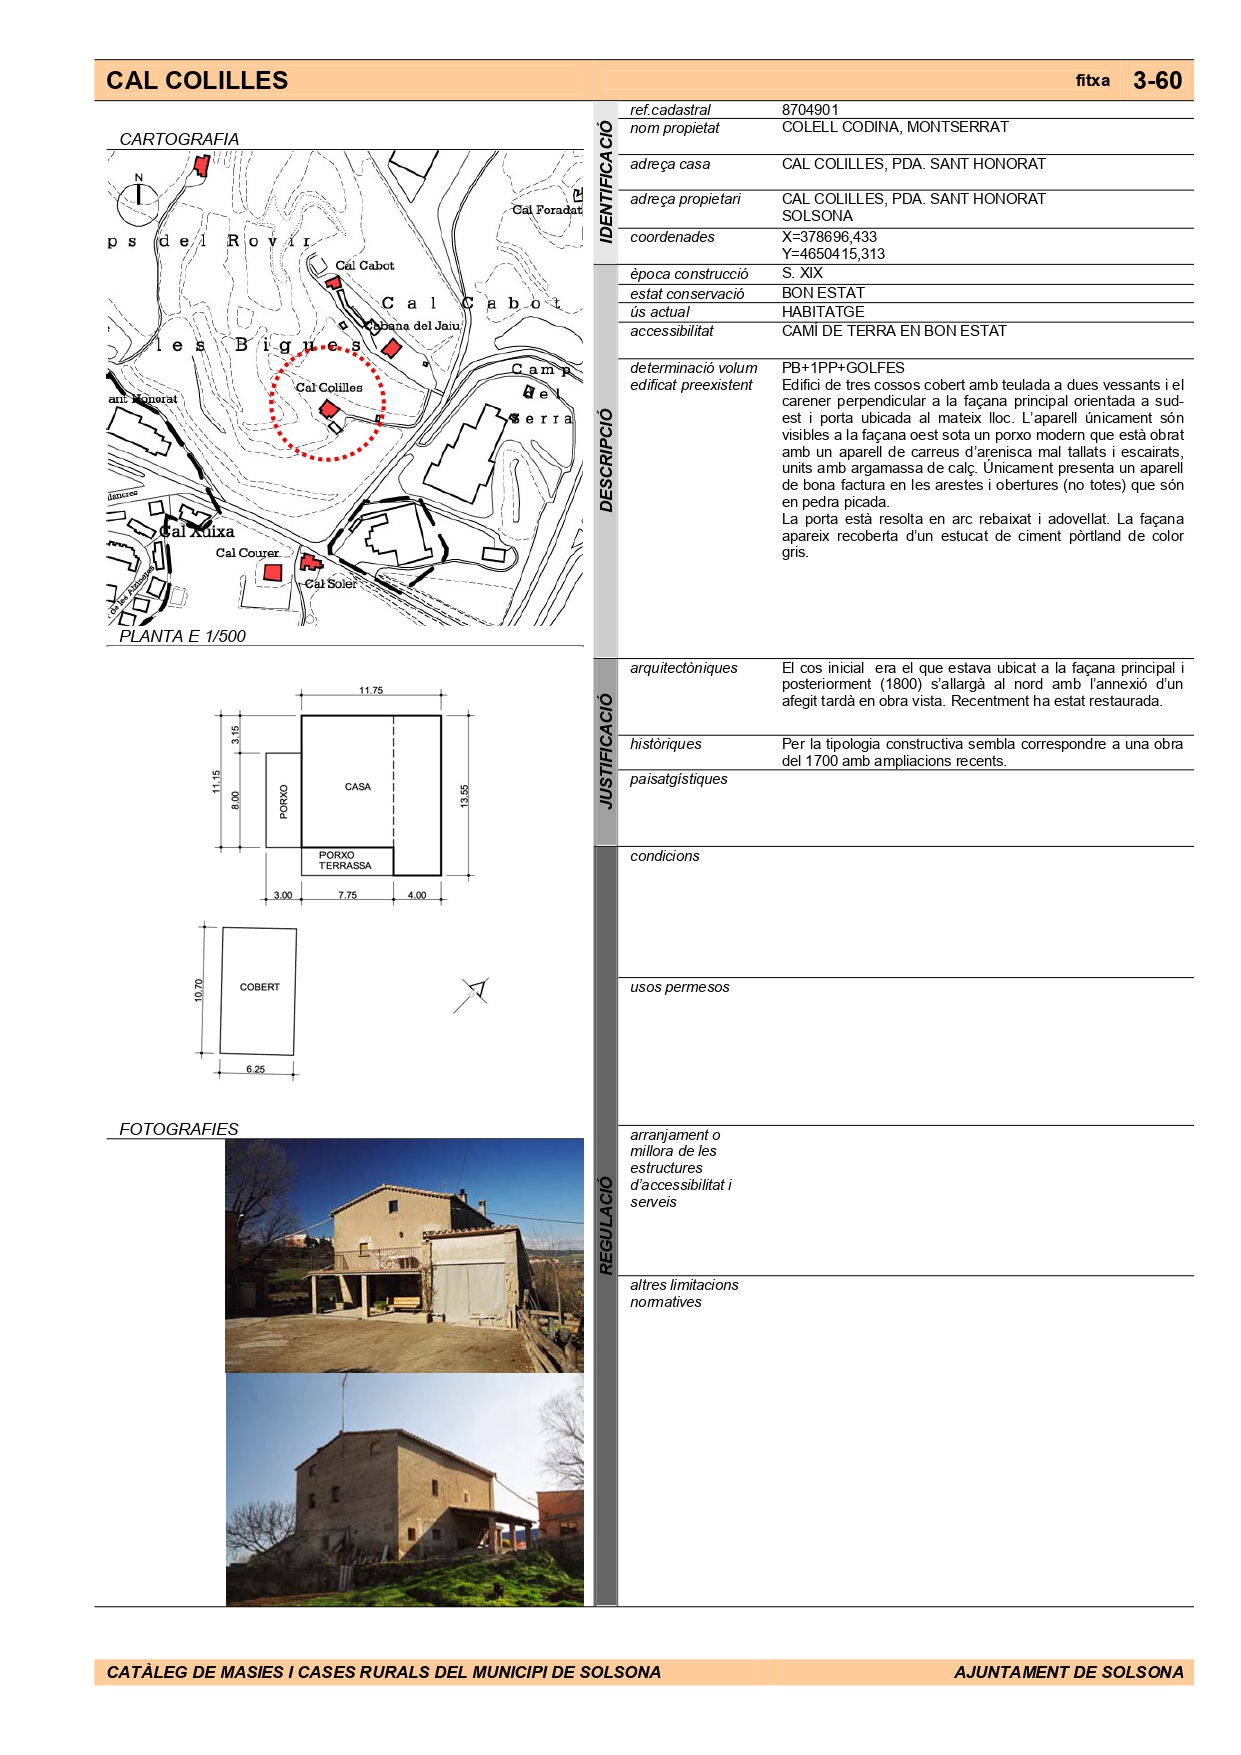 CAL COLILLES
fitxa 3-60
CARTOGRAFIA
N
Cal Foradat
ps del Rovir
Cal Cabot
Cal Cabot
Cabana del Jaiu
les Bigues
Camp
del
Serra
Cal Colilles
ant Honorat
Cal Xuixa
Cal Courer
Cal Soler
de les Alzines
PLANTA E 1/500
11.75
3.15
11.15
8.00
13.55
PORXO
CASA
PORXO
TERRASSA
3.00
7.75
4.00
10.70
COBERT
6.25
FOTOGRAFIES
IDENTIFICACIÓ
ref.cadastral 8704901
nom propietat COLELL CODINA, MONTSERRAT
adreça casa CAL COLILLES, PDA. SANT HONORAT
adreça propietari CAL COLILLES, PDA. SANT HONORAT
SOLSONA
coordenades X=378696,433
Y=4650415,313
DESCRIPCIÓ
època construcció S. XIX
estat conservació BON ESTAT
ús actual HABITATGE
accessibilitat CAMÍ DE TERRA EN BON ESTAT
determinació volum PB+1PP+GOLFES
edificat preexistent Edifici de tres cossos cobert amb teulada a dues vessants i el
carener perpendicular a la façana principal orientada a sud-
est i porta ubicada al mateix lloc. L’aparell únicament són
visibles a la façana oest sota un porxo modern que està obrat
amb un aparell de carreus d’arenisca mal tallats i escairats,
units amb argamassa de calç. Únicament presenta un aparell
de bona factura en les arestes i obertures (no totes) que són
en pedra picada.
La porta està resolta en arc rebaixat i adovellat. La façana
apareix recoberta d’un estucat de ciment pòrtland de color
gris.
JUSTIFICACIÓ
arquitectòniques El cos inicial era el que estava ubicat a la façana principal i
posteriorment (1800) s’allargà al nord amb l’annexió d’un
afegit tardà en obra vista. Recentment ha estat restaurada.
històriques Per la tipologia constructiva sembla correspondre a una obra
del 1700 amb ampliacions recents.
paisatgístiques
REGULACIÓ
condicions
usos permesos
arranjament o
millora de les
estructures
d’accessibilitat i
serveis
altres limitacions
normatives
CATÀLEG DE MASIES I CASES RURALS DEL MUNICIPI DE SOLSONA
AJUNTAMENT DE SOLSONA